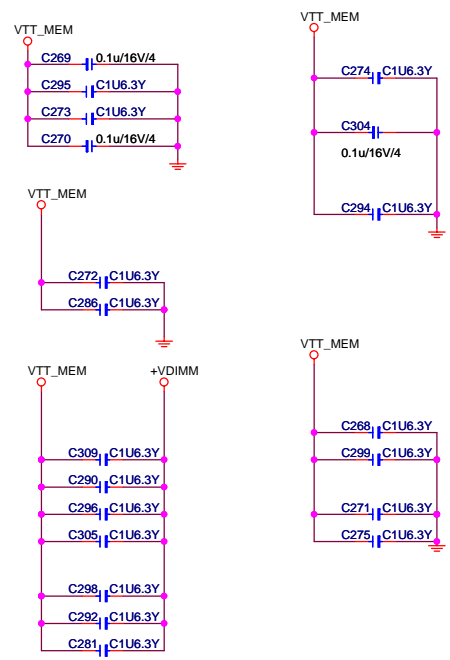 VTT_MEM
C269 0.1u/16V/4
C295 C1U6.3Y
C273 C1U6.3Y
C270 0.1u/16V/4
VTT_MEM
C274 C1U6.3Y
C304
0.1u/16V/4
C294 C1U6.3Y
VTT_MEM
C272 C1U6.3Y
C286 C1U6.3Y
VTT_MEM +VDIMM
C309 C1U6.3Y
C290 C1U6.3Y
C296 C1U6.3Y
C305 C1U6.3Y
C298 C1U6.3Y
C292 C1U6.3Y
C281 C1U6.3Y
VTT_MEM
C268 C1U6.3Y
C299 C1U6.3Y
C271 C1U6.3Y
C275 C1U6.3Y